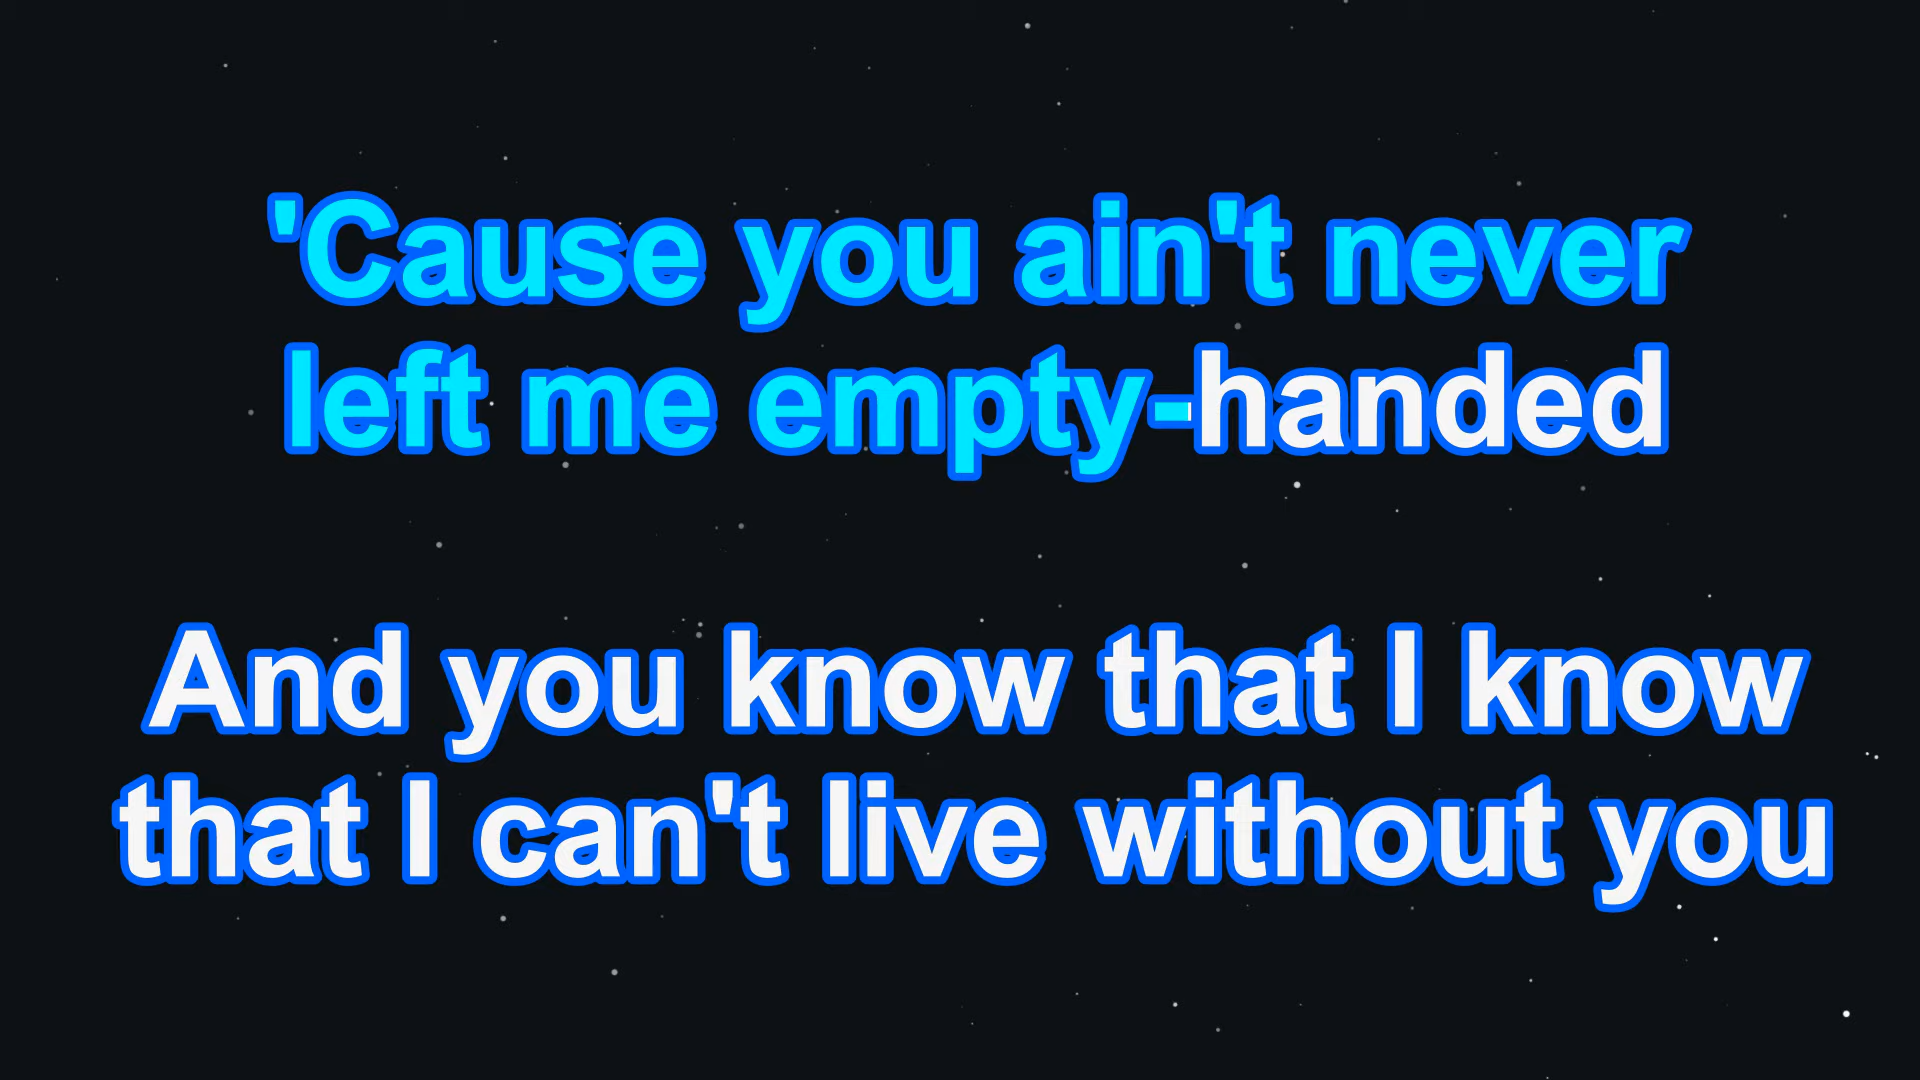 'Cause you ain't never
left me empty-handed
And you know that I know
that I can't live without you